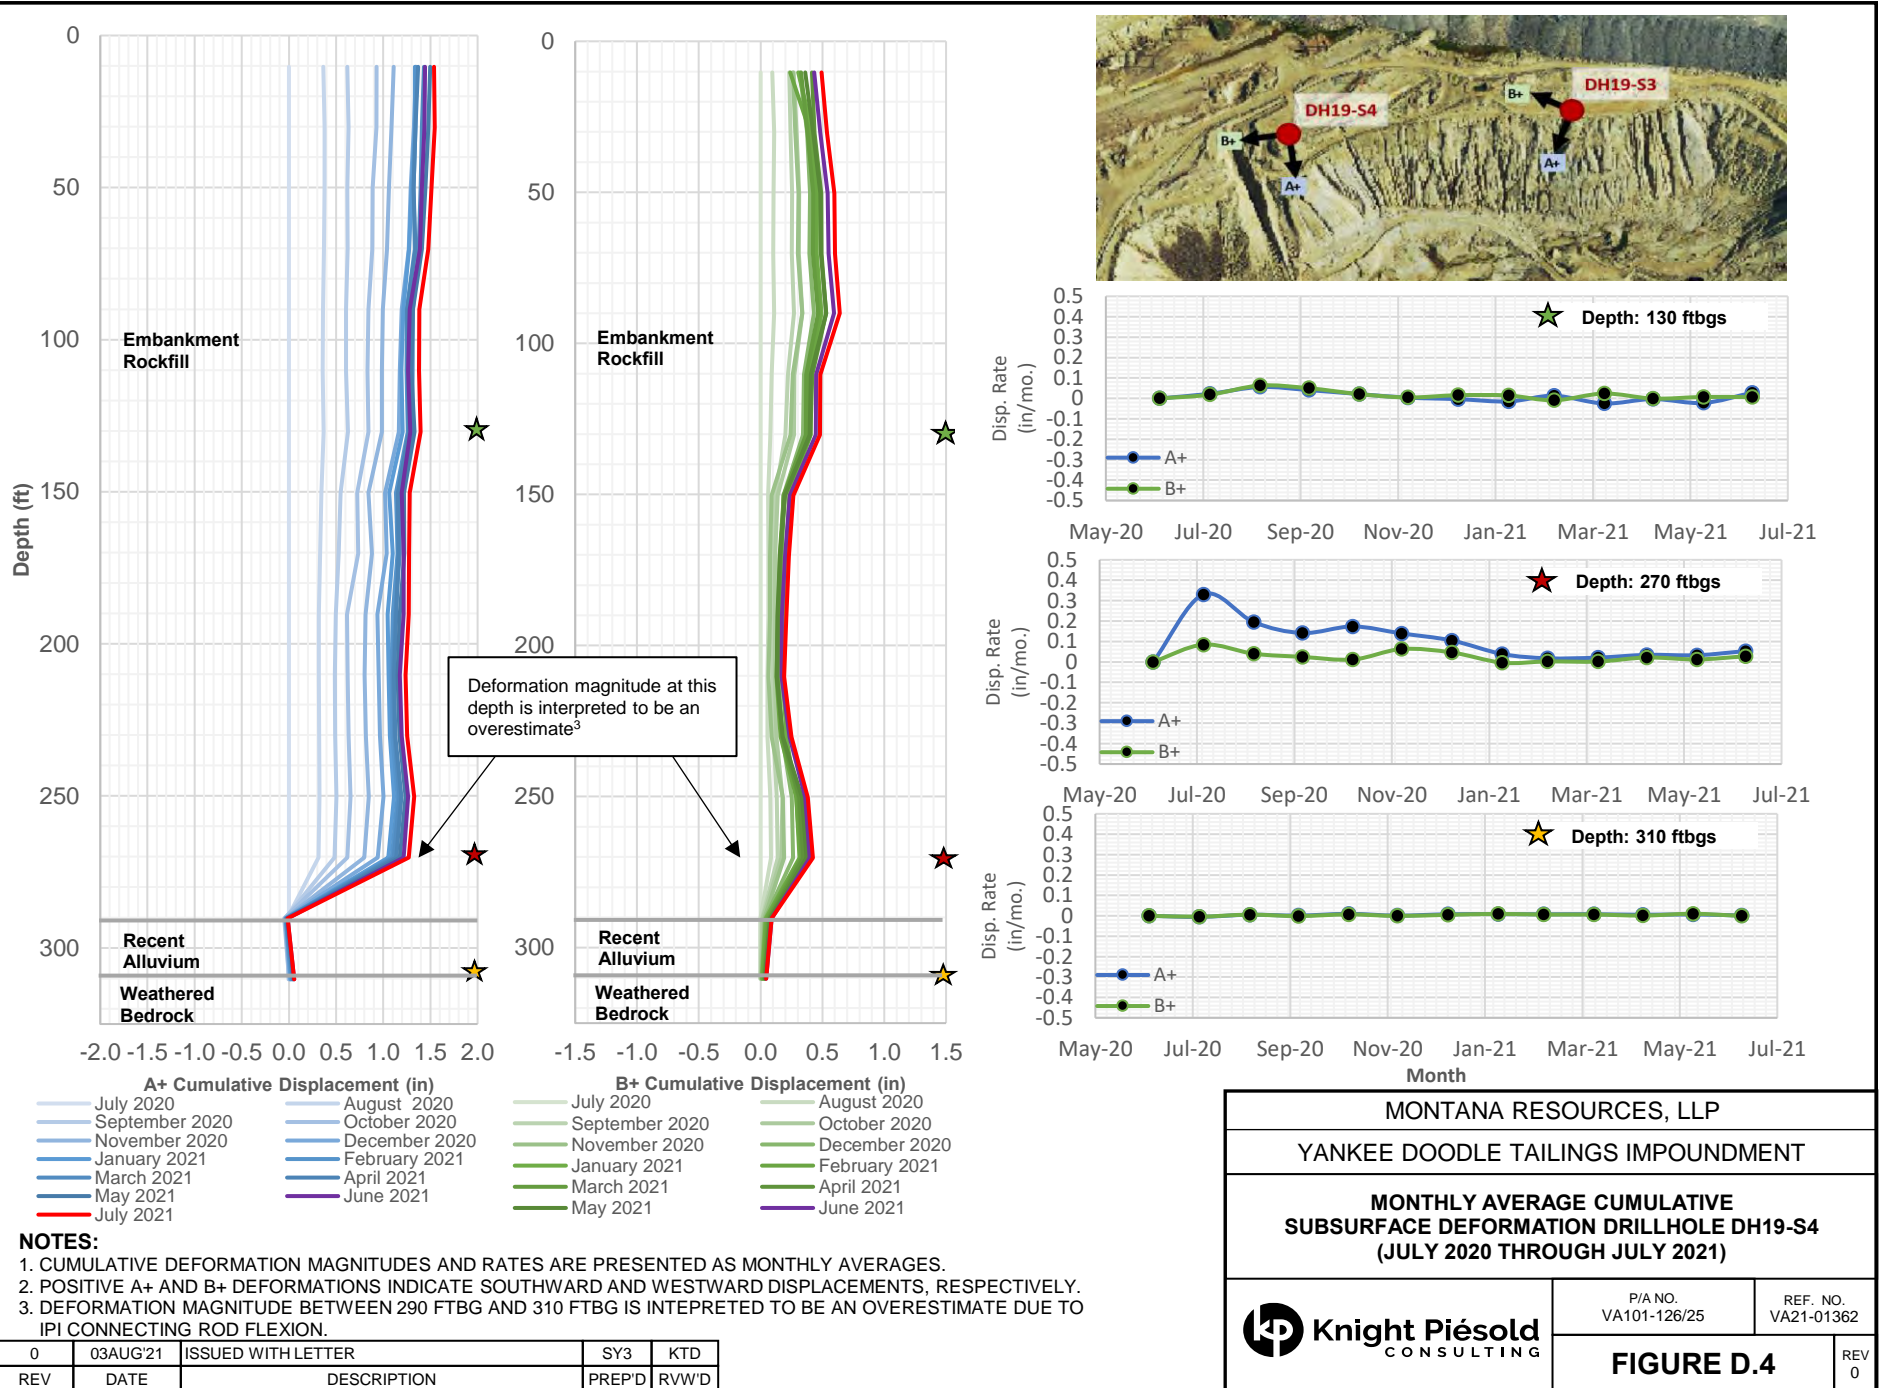 0
50
100
150
200
250
300
Depth (ft)
Embankment
Rockfill
Recent
Alluvium
Weathered
Bedrock
-2.0 -1.5 -1.0 -0.5 0.0 0.5 1.0 1.5 2.0
A+ Cumulative Displacement (in)
July 2020
August 2020
September 2020
October 2020
November 2020
December 2020
January 2021
February 2021
March 2021
April 2021
May 2021
June 2021
July 2021
0
50
100
150
200
250
300
Embankment
Rockfill
Recent
Alluvium
Weathered
Bedrock
-1.5 -1.0 -0.5 0.0 0.5 1.0 1.5
B+ Cumulative Displacement (in)
July 2020
August 2020
September 2020
October 2020
November 2020
December 2020
January 2021
February 2021
March 2021
April 2021
May 2021
June 2021
Deformation magnitude at this
depth is interpreted to be an
overestimate3
DH19-S3
B+
A+
DH19-S4
B+
A+
0.5
0.4
0.3
0.2
0.1
0
-0.1
-0.2
-0.3
-0.4
-0.5
Disp. Rate
(in/mo.)
Depth: 130 ftbgs
A+
B+
May-20 Jul-20 Sep-20 Nov-20 Jan-21 Mar-21 May-21 Jul-21
0.5
0.4
0.3
0.2
0.1
0
-0.1
-0.2
-0.3
-0.4
-0.5
Disp. Rate
(in/mo.)
Depth: 270 ftbgs
A+
B+
May-20 Jul-20 Sep-20 Nov-20 Jan-21 Mar-21 May-21 Jul-21
0.5
0.4
0.3
0.2
0.1
0
-0.1
-0.2
-0.3
-0.4
-0.5
Disp. Rate
(in/mo.)
Depth: 310 ftbgs
A+
B+
May-20 Jul-20 Sep-20 Nov-20 Jan-21 Mar-21 May-21 Jul-21
Month
NOTES:
1. CUMULATIVE DEFORMATION MAGNITUDES AND RATES ARE PRESENTED AS MONTHLY AVERAGES.
2. POSITIVE A+ AND B+ DEFORMATIONS INDICATE SOUTHWARD AND WESTWARD DISPLACEMENTS, RESPECTIVELY.
3. DEFORMATION MAGNITUDE BETWEEN 290 FTBG AND 310 FTBG IS INTEPRETED TO BE AN OVERESTIMATE DUE TO
IPI CONNECTING ROD FLEXION.
0 03AUG'21 ISSUED WITH LETTER SY3 KTD
REV DATE DESCRIPTION PREP'D RVW'D
MONTANA RESOURCES, LLP
YANKEE DOODLE TAILINGS IMPOUNDMENT
MONTHLY AVERAGE CUMULATIVE
SUBSURFACE DEFORMATION DRILLHOLE DH19-S4
(JULY 2020 THROUGH JULY 2021)
kp Knight Piésold
CONSULTING
P/A NO.
VA101-126/25
REF. NO.
VA21-01362
FIGURE D.4
REV
0